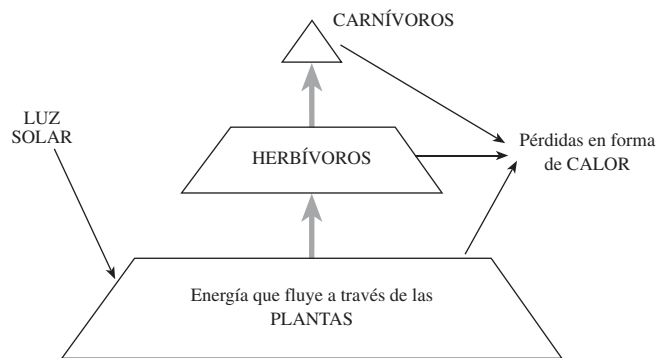 CARNÍVOROS
LUZ
SOLAR
HERBÍVOROS
Pérdidas en forma
de CALOR
Energía que fluye a través de las
PLANTAS